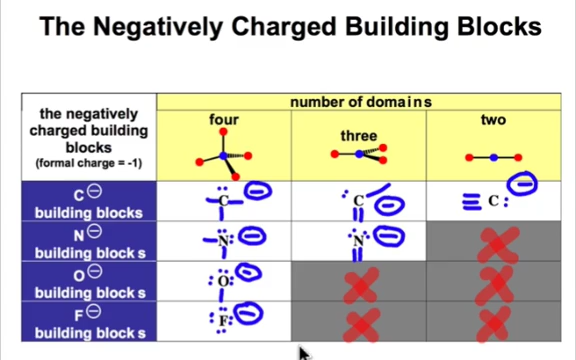 The Negatively Charged Building Blocks
the negatively
charged building
blocks
(formal charge = -1)
number of domains
four
three
two
C⊖
building blocks
C ⊖
C ⊖
C: ⊖
N⊖
building blocks
:N: ⊖
:N: ⊖
X
O⊖
building blocks
:O: ⊖
X
X
F⊖
building blocks
:F: ⊖
X
X